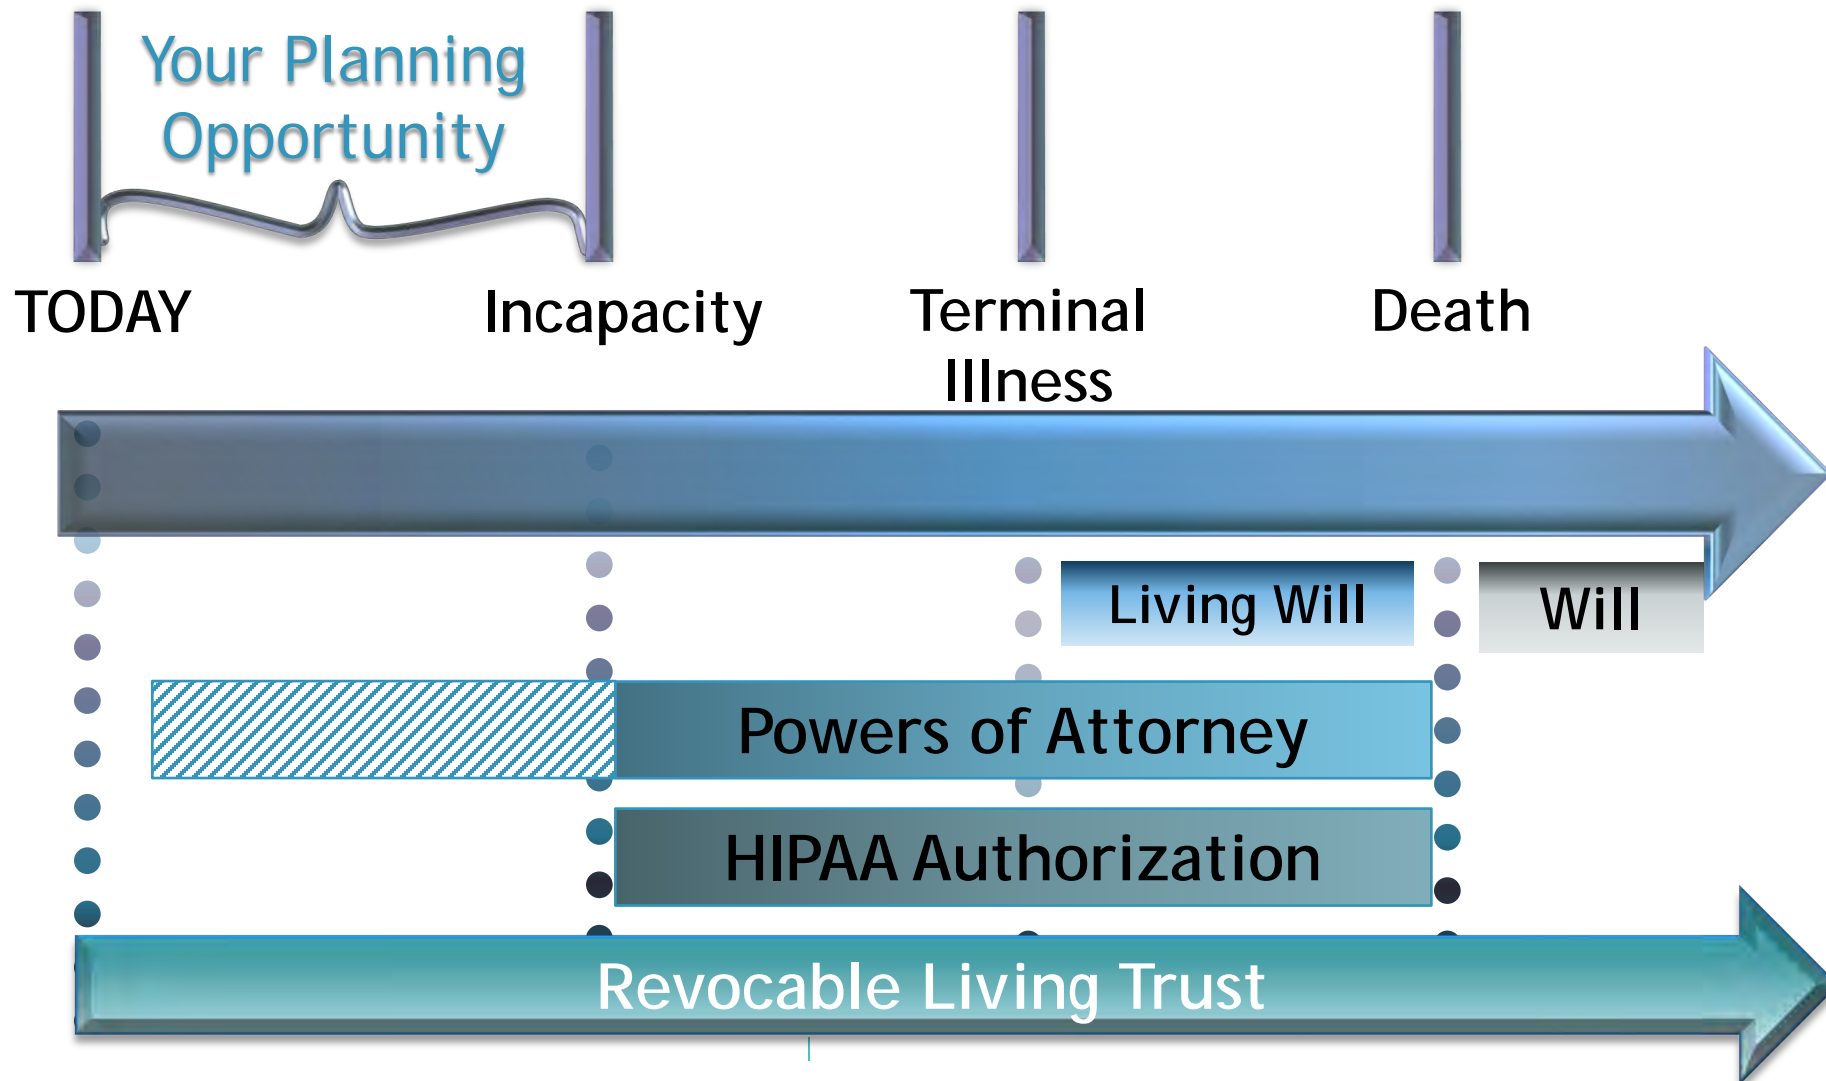 Your Planning
Opportunity
TODAY
Incapacity
Terminal
Illness
Death
Living Will
Will
Powers of Attorney
HIPAA Authorization
Revocable Living Trust